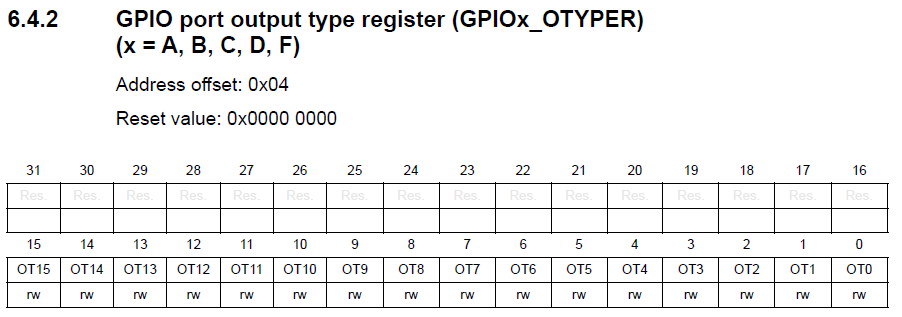 6.4.2 GPIO port output type register (GPIOx_OTYPER)
(x = A, B, C, D, F)
Address offset: 0x04
Reset value: 0x0000 0000
31 30 29 28 27 26 25 24 23 22 21 20 19 18 17 16
Res. Res. Res. Res. Res. Res. Res. Res. Res. Res. Res. Res. Res. Res. Res. Res.
15 14 13 12 11 10 9 8 7 6 5 4 3 2 1 0
OT15 OT14 OT13 OT12 OT11 OT10 OT9 OT8 OT7 OT6 OT5 OT4 OT3 OT2 OT1 OT0
rw rw rw rw rw rw rw rw rw rw rw rw rw rw rw rw